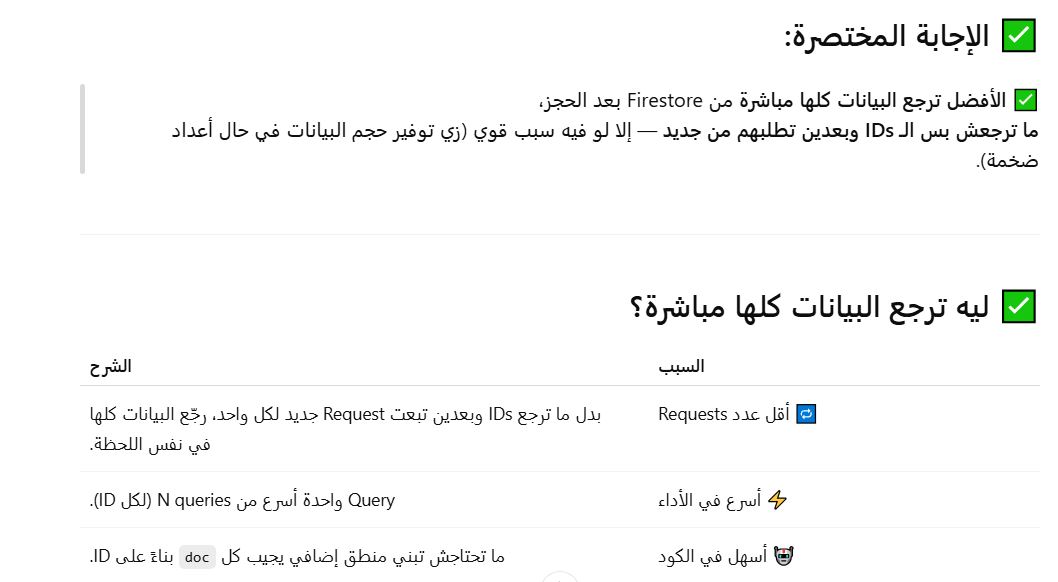 ✅ الإجابة المختصرة:
✅ الأفضل ترجع البيانات كلها مباشرة من Firestore بعد الحجز،
ما ترجعش بس الـ IDs وبعدين تطلبهم من جديد — إلا لو فيه سبب قوي (زي توفير حجم البيانات في حال أعداد
ضخمة).
✅ ليه ترجع البيانات كلها مباشرة؟
السبب الشرح
🔁 أقل عدد Requests بدل ما ترجع IDs وبعدين تبعت Request جديد لكل واحد، رجّع البيانات كلها
في نفس اللحظة.
⚡ أسرع في الأداء Query واحدة أسرع من N queries (لكل ID).
🤖 أسهل في الكود ما تحتاجش تبني منطق إضافي يجيب كل doc بناءً على ID.